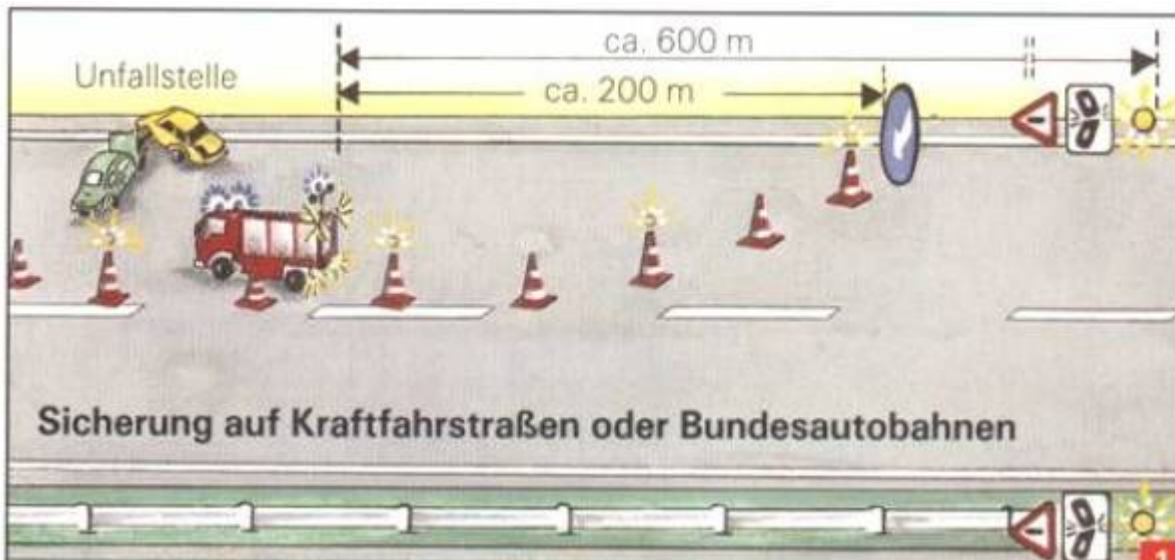 ca. 600 m
Unfallstelle
ca. 200 m
Sicherung auf Kraftfahrstraßen oder Bundesautobahnen